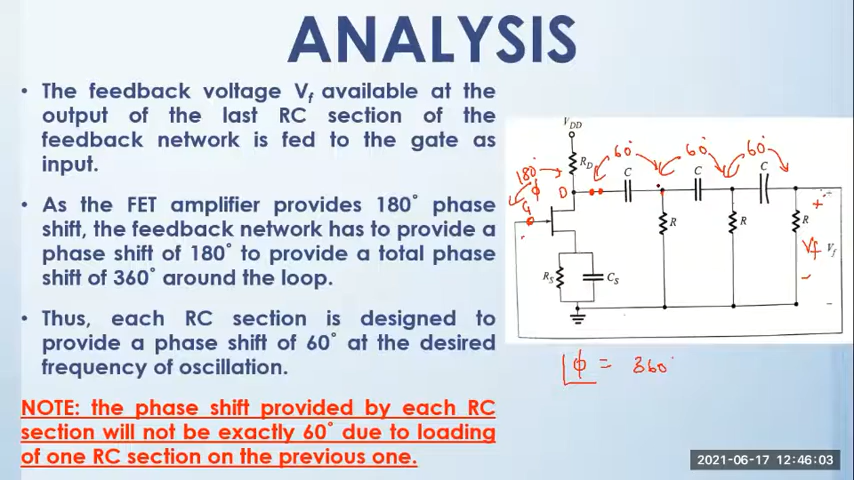 ANALYSIS
• The feedback voltage Vf available at the
output of the last RC section of the
feedback network is fed to the gate as
input.
• As the FET amplifier provides 180° phase
shift, the feedback network has to provide a
phase shift of 180° to provide a total phase
shift of 360° around the loop.
• Thus, each RC section is designed to
provide a phase shift of 60° at the desired
frequency of oscillation.
NOTE: the phase shift provided by each RC
section will not be exactly 60° due to loading
of one RC section on the previous one.
VDD
RD
60° 60° 60°
C C C
180°
ϕ D
G
R R R
+
Vf Vf
-
RS CS
ϕ = 360°
2021-06-17 12:46:03